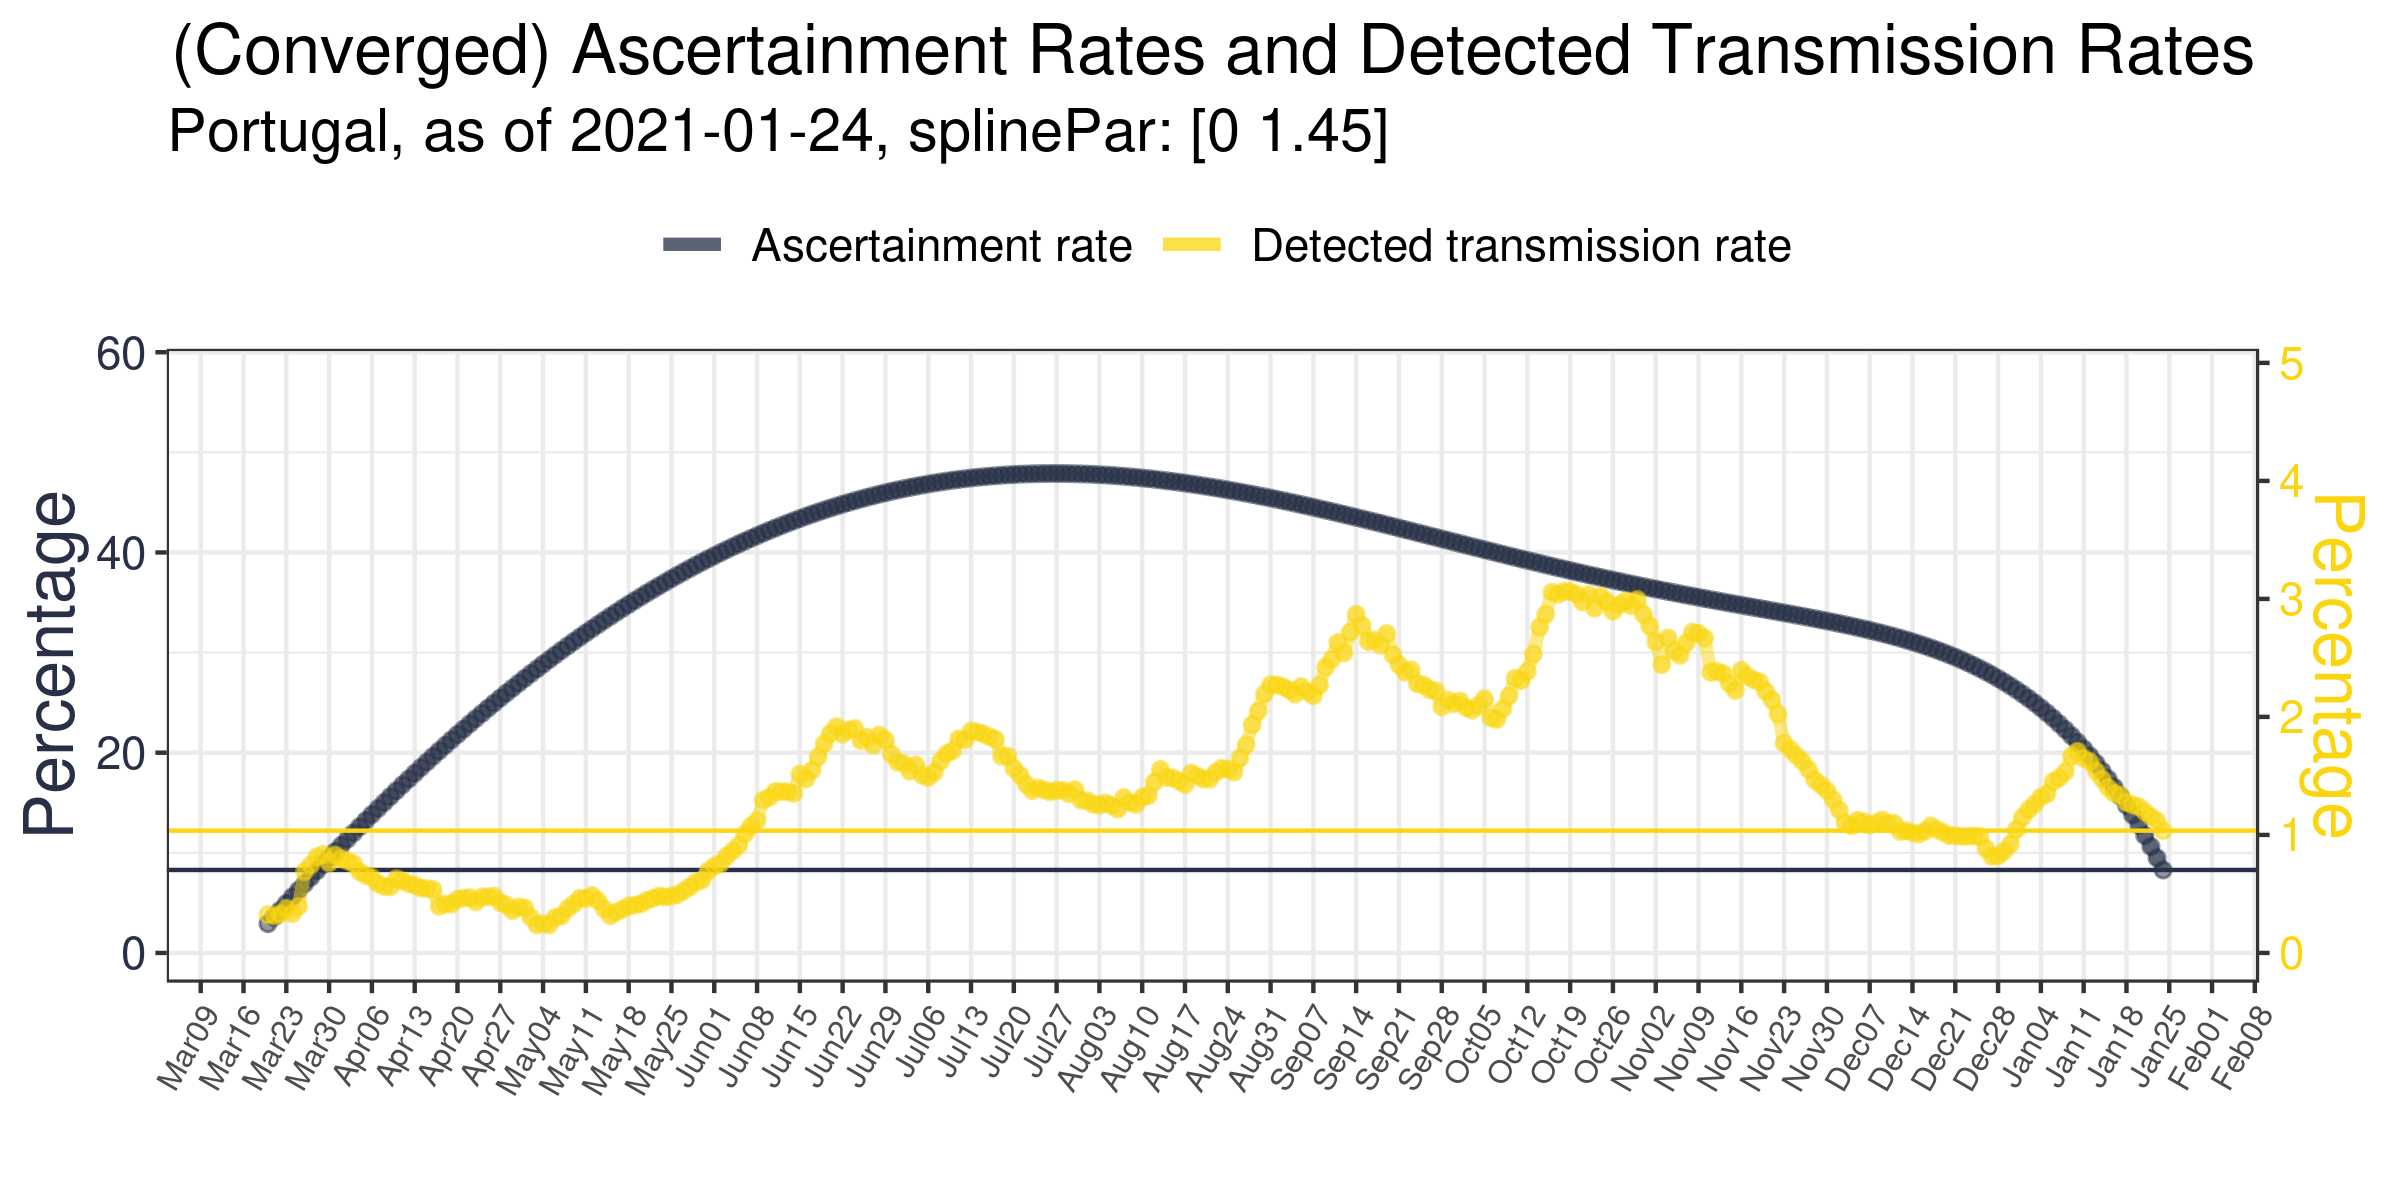 (Converged) Ascertainment Rates and Detected Transmission Rates
Portugal, as of 2021-01-24, splinePar: [0 1.45]
Ascertainment rate
Detected transmission rate
Percentage
60
40
20
0
5
4
3
2
1
0
Percentage
Mar09
Mar16
Mar23
Mar30
Apr06
Apr13
Apr20
Apr27
May04
May11
May18
May25
Jun01
Jun08
Jun15
Jun22
Jun29
Jul06
Jul13
Jul20
Jul27
Aug03
Aug10
Aug17
Aug24
Aug31
Sep07
Sep14
Sep21
Sep28
Oct05
Oct12
Oct19
Oct26
Nov02
Nov09
Nov16
Nov23
Nov30
Dec07
Dec14
Dec21
Dec28
Jan04
Jan11
Jan18
Jan25
Feb01
Feb08